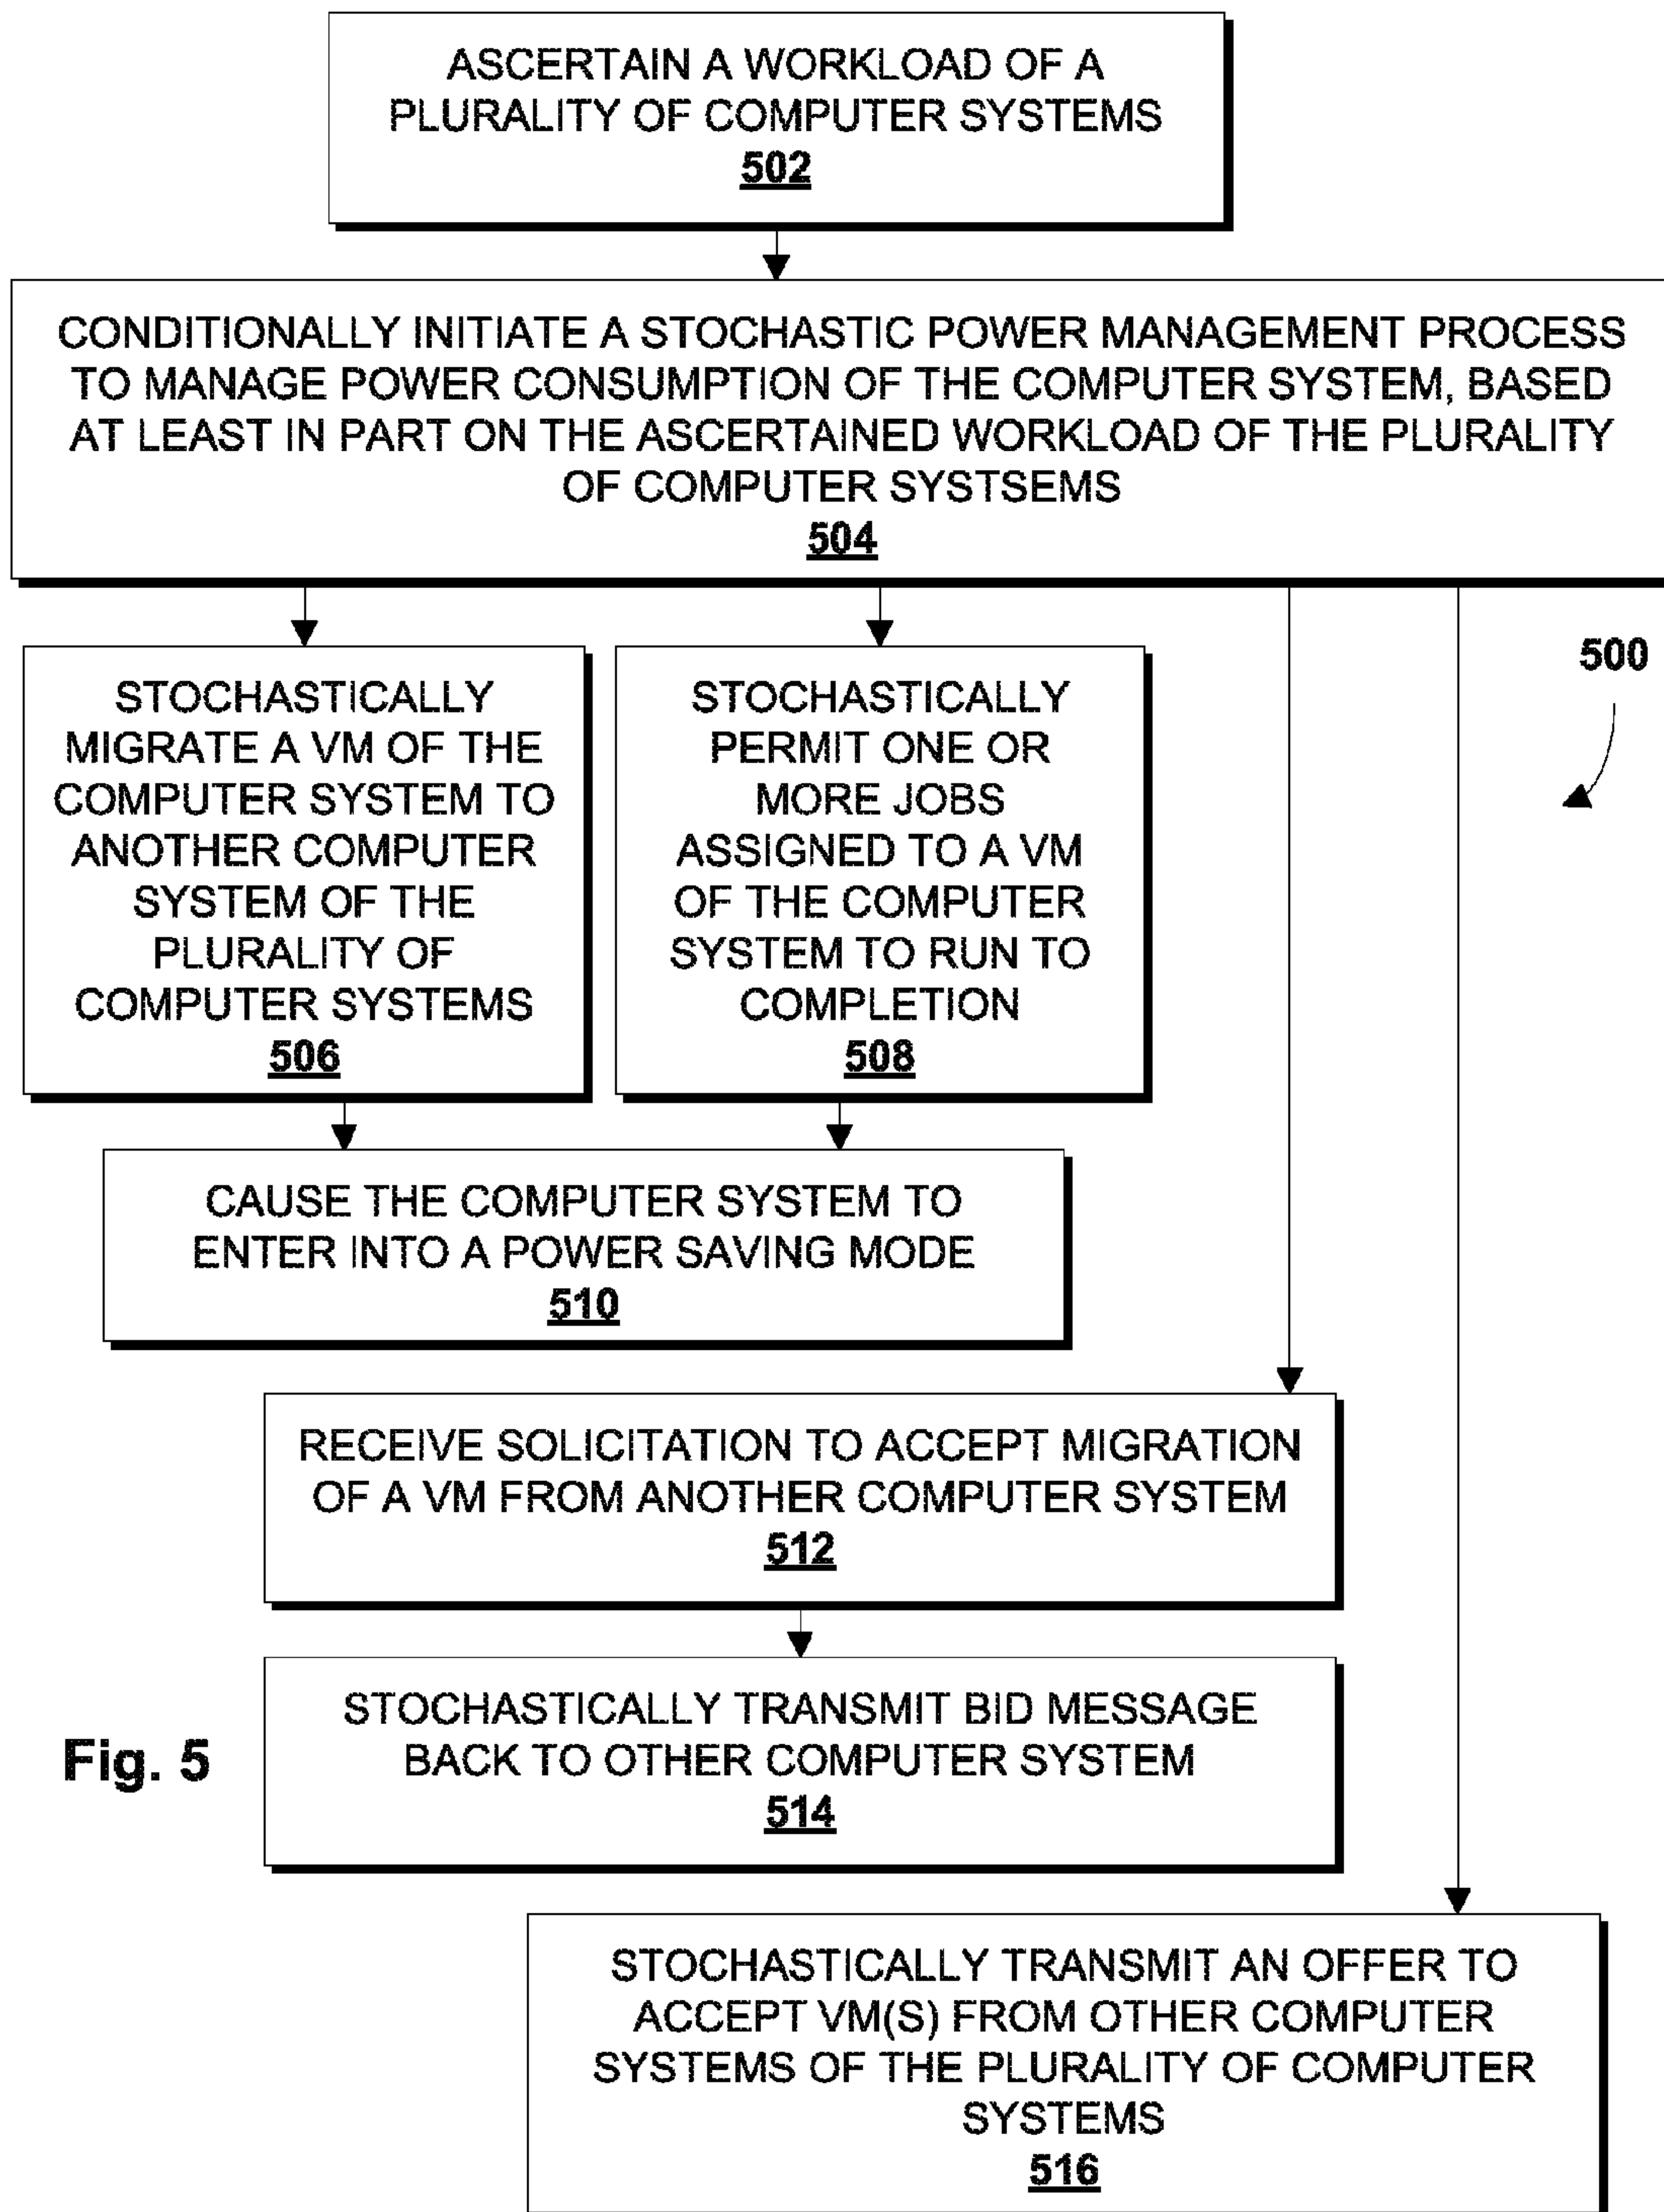 ASCERTAIN A WORKLOAD OF A
PLURALITY OF COMPUTER SYSTEMS
502
CONDITIONALLY INITIATE A STOCHASTIC POWER MANAGEMENT PROCESS
TO MANAGE POWER CONSUMPTION OF THE COMPUTER SYSTEM, BASED
AT LEAST IN PART ON THE ASCERTAINED WORKLOAD OF THE PLURALITY
OF COMPUTER SYSTSEMS
504
500
STOCHASTICALLY
MIGRATE A VM OF THE
COMPUTER SYSTEM TO
ANOTHER COMPUTER
SYSTEM OF THE
PLURALITY OF
COMPUTER SYSTEMS
506
STOCHASTICALLY
PERMIT ONE OR
MORE JOBS
ASSIGNED TO A VM
OF THE COMPUTER
SYSTEM TO RUN TO
COMPLETION
508
CAUSE THE COMPUTER SYSTEM TO
ENTER INTO A POWER SAVING MODE
510
RECEIVE SOLICITATION TO ACCEPT MIGRATION
OF A VM FROM ANOTHER COMPUTER SYSTEM
512
STOCHASTICALLY TRANSMIT BID MESSAGE
BACK TO OTHER COMPUTER SYSTEM
514
Fig. 5
STOCHASTICALLY TRANSMIT AN OFFER TO
ACCEPT VM(S) FROM OTHER COMPUTER
SYSTEMS OF THE PLURALITY OF COMPUTER
SYSTEMS
516